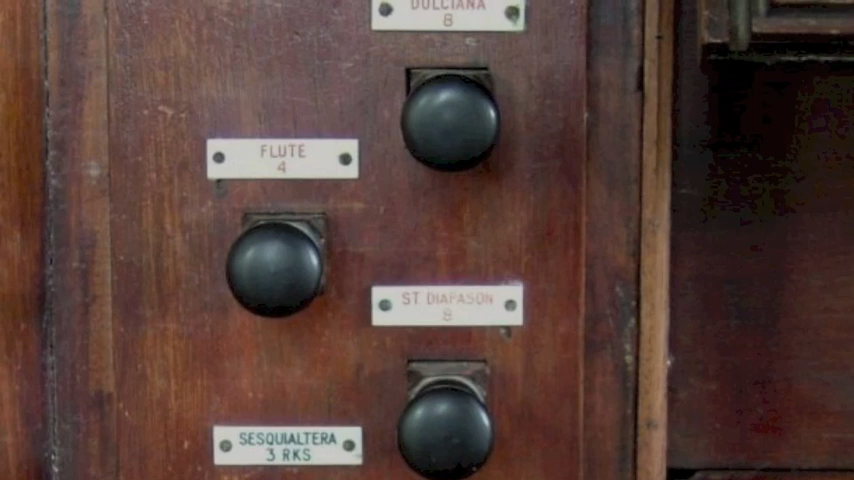 DULCIANA
8
FLUTE
4
ST DIAPASON
8
SESQUIALTERA
3 RKS